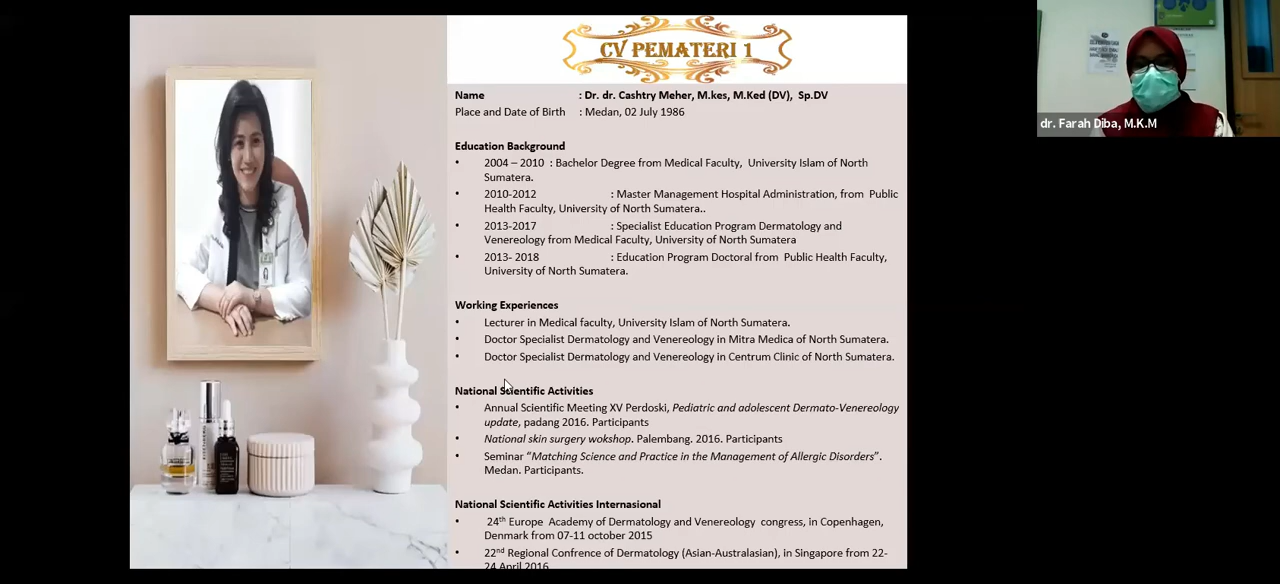 CV PEMATERI 1
Name : Dr. dr. Cashtry Meher, M.kes, M.Ked (DV), Sp.DV
Place and Date of Birth : Medan, 02 July 1986
Education Background
• 2004 – 2010 : Bachelor Degree from Medical Faculty, University Islam of North
Sumatera.
• 2010-2012 : Master Management Hospital Administration, from Public
Health Faculty, University of North Sumatera..
• 2013-2017 : Specialist Education Program Dermatology and
Venereology from Medical Faculty, University of North Sumatera
• 2013- 2018 : Education Program Doctoral from Public Health Faculty,
University of North Sumatera.
Working Experiences
• Lecturer in Medical faculty, University Islam of North Sumatera.
• Doctor Specialist Dermatology and Venereology in Mitra Medica of North Sumatera.
• Doctor Specialist Dermatology and Venereology in Centrum Clinic of North Sumatera.
National Scientific Activities
• Annual Scientific Meeting XV Perdoski, Pediatric and adolescent Dermato-Venereology
update, padang 2016. Participants
• National skin surgery wokshop. Palembang. 2016. Participants
• Seminar “Matching Science and Practice in the Management of Allergic Disorders”.
Medan. Participants.
National Scientific Activities Internasional
• 24th Europe Academy of Dermatology and Venereology congress, in Copenhagen,
Denmark from 07-11 october 2015
• 22nd Regional Confrence of Dermatology (Asian-Australasian), in Singapore from 22-
24 April 2016
dr. Farah Diba, M.K.M